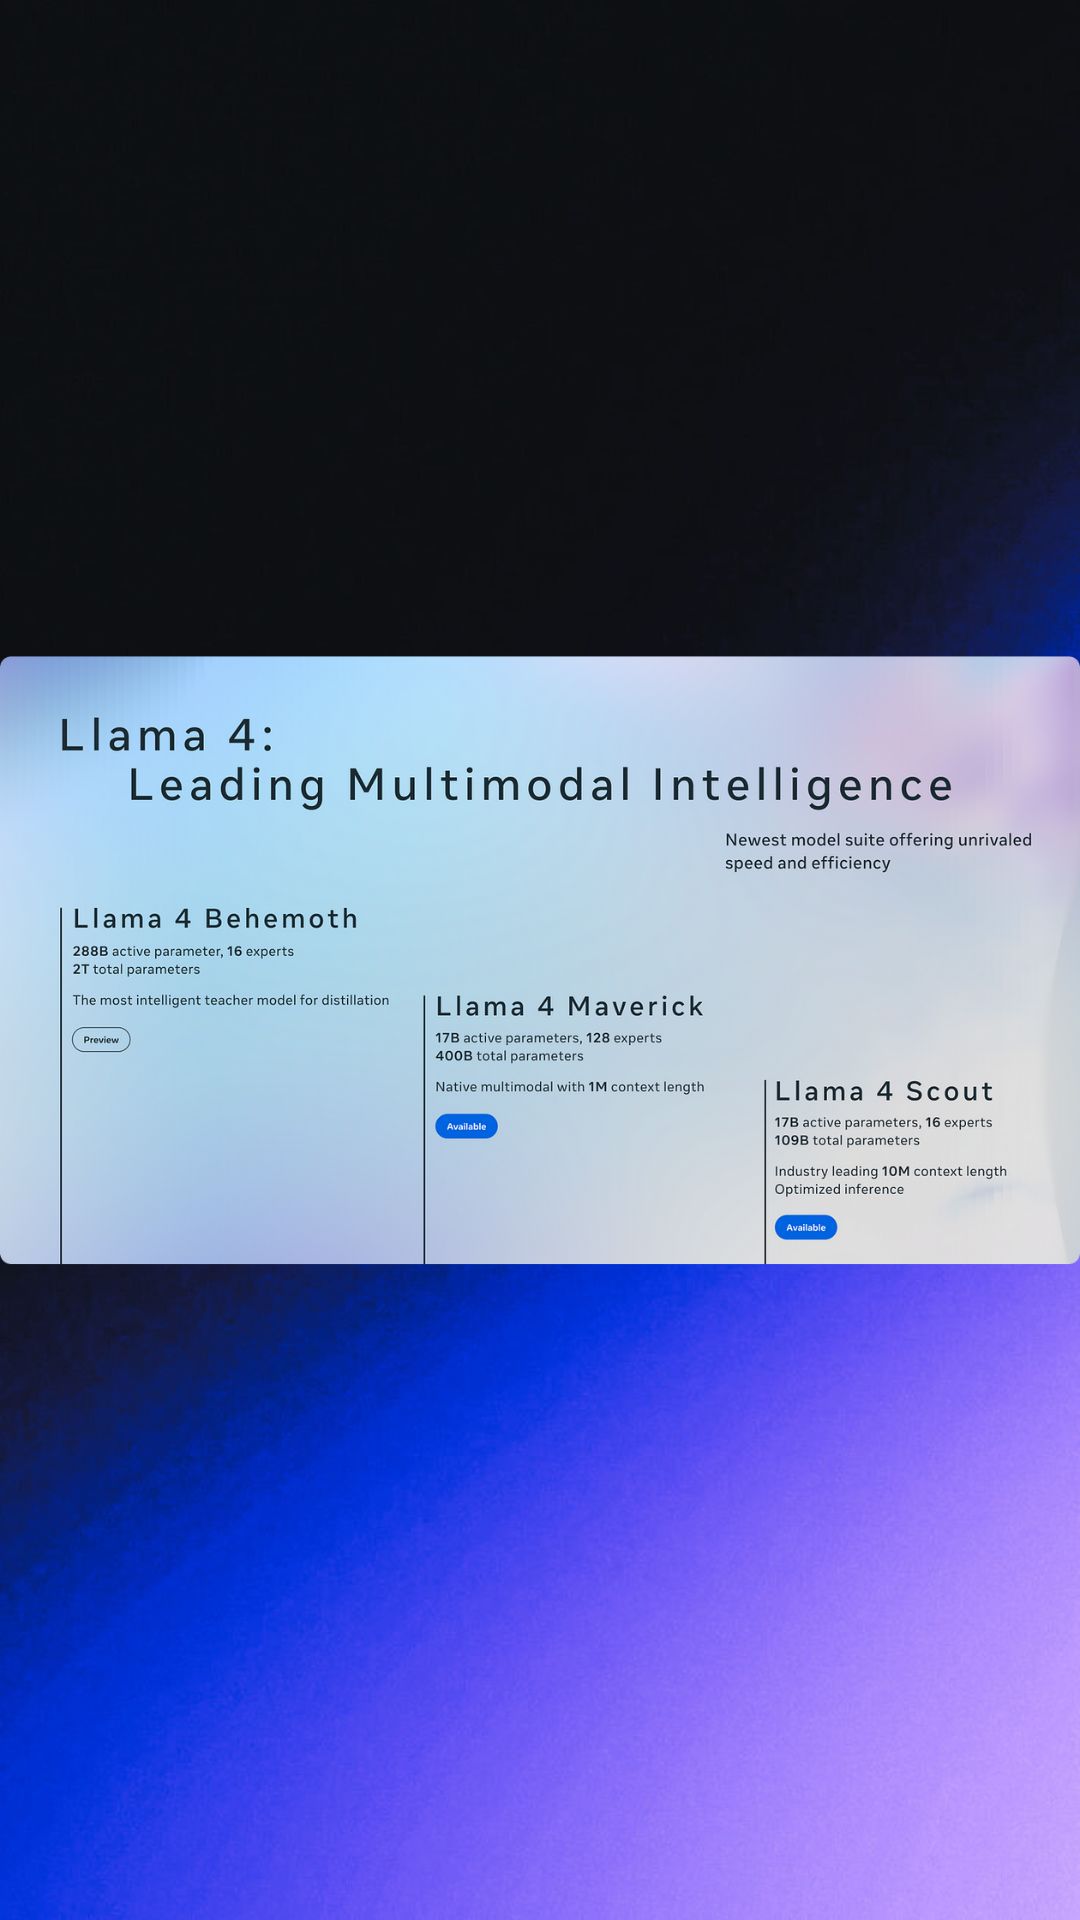 Llama 4:
Leading Multimodal Intelligence
Newest model suite offering unrivaled
speed and efficiency
Llama 4 Behemoth
288B active parameter, 16 experts
2T total parameters
The most intelligent teacher model for distillation
Preview
Llama 4 Maverick
17B active parameters, 128 experts
400B total parameters
Native multimodal with 1M context length
Available
Llama 4 Scout
17B active parameters, 16 experts
109B total parameters
Industry leading 10M context length
Optimized inference
Available